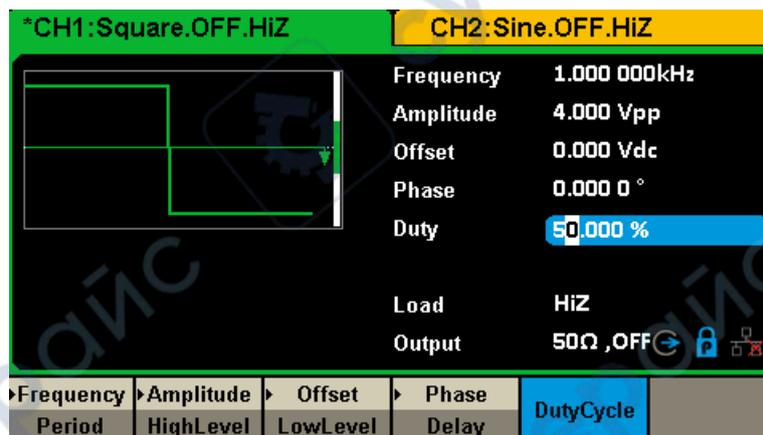 *CH1:Square.OFF.HiZ
CH2:Sine.OFF.HiZ
Frequency 1.000 000kHz
Amplitude 4.000 Vpp
Offset 0.000 Vdc
Phase 0.000 0 °
Duty 50.000 %
Load HiZ
Output 50Ω ,OFF
Frequency Amplitude Offset Phase DutyCycle
Period HighLevel LowLevel Delay